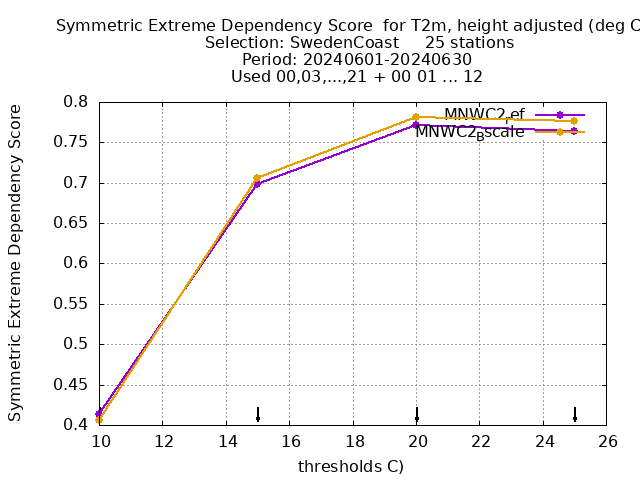 Symmetric Extreme Dependency Score for T2m, height adjusted (deg C
Selection: SwedenCoast 25 stations
Period: 20240601-20240630
Used 00,03,...,21 + 00 01 ... 12
Symmetric Extreme Dependency Score
0.8
0.75
0.7
0.65
0.6
0.55
0.5
0.45
0.4
MNWC2ref
MNWC2Bscale
10 12 14 16 18 20 22 24 26
thresholds C)